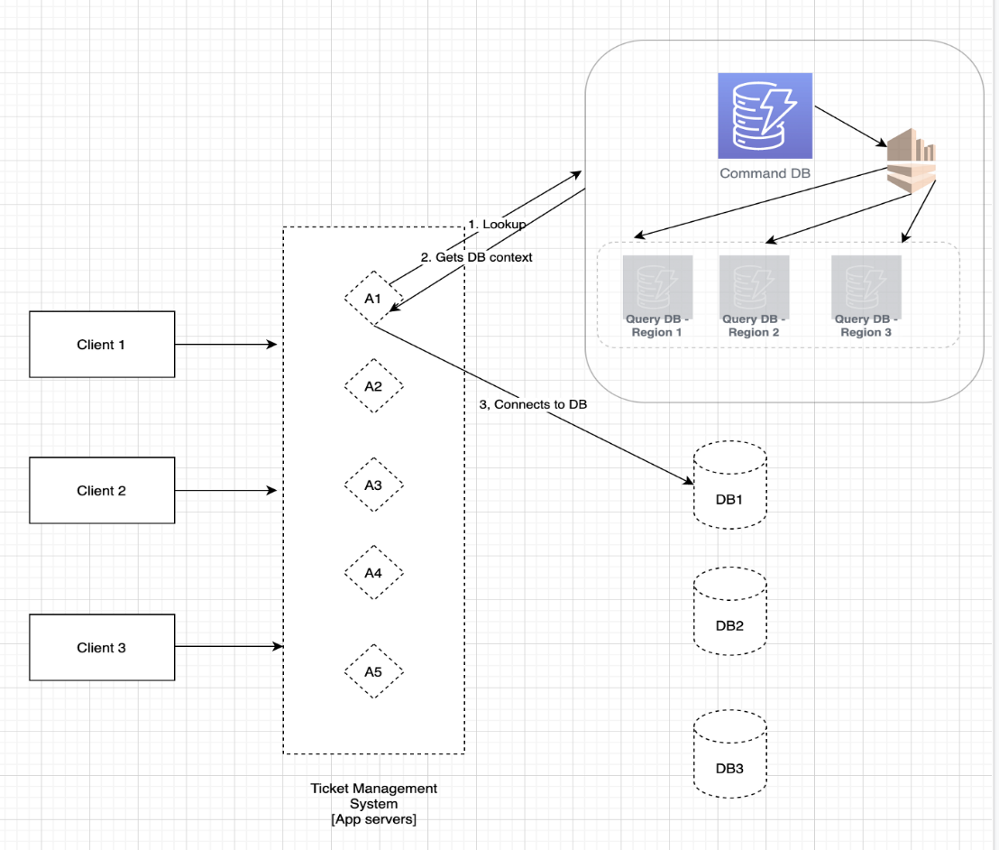 Command DB
1. Lookup
2. Gets DB context
A1
Query DB -
Region 1
Query DB -
Region 2
Query DB -
Region 3
Client 1
A2
3, Connects to DB
Client 2
A3
DB1
A4
DB2
Client 3
A5
DB3
Ticket Management
System
[App servers]